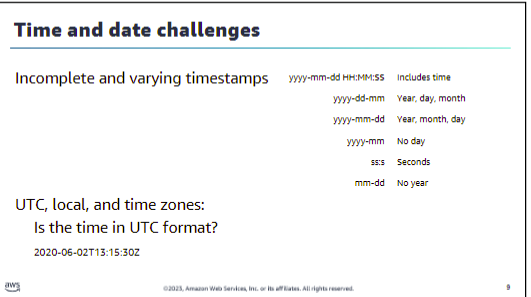 Time and date challenges
Incomplete and varying timestamps
yyyy-mm-dd HH:MM:SS Includes time
yyyy-dd-mm Year, day, month
yyyy-mm-dd Year, month, day
yyyy-mm No day
ss:s Seconds
mm-dd No year
UTC, local, and time zones:
Is the time in UTC format?
2020-06-02T13:15:30Z
aws
©2023, Amazon Web Services, Inc. or its affiliates. All rights reserved.
9